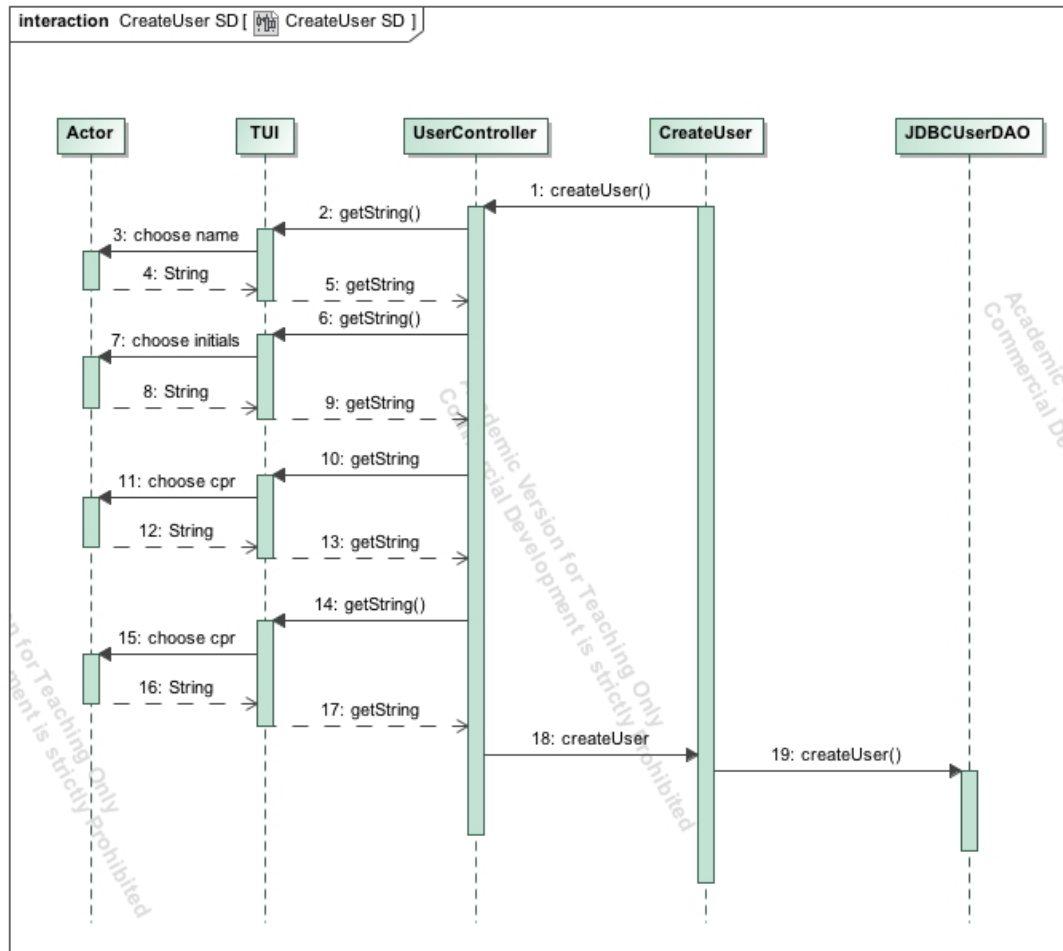 interaction CreateUser SD [ CreateUser SD ]
Actor
TUI
UserController
CreateUser
JDBCUserDAO
1: createUser()
2: getString()
3: choose name
4: String
5: getString
6: getString()
7: choose initials
8: String
9: getString
10: getString
11: choose cpr
12: String
13: getString
14: getString()
15: choose cpr
16: String
17: getString
18: createUser
19: createUser()
Academic Version for Teaching Only
Commercial Development is strictly Prohibited
Academic
Commercial De
n for Teaching Only
ment is strictly Prohibited